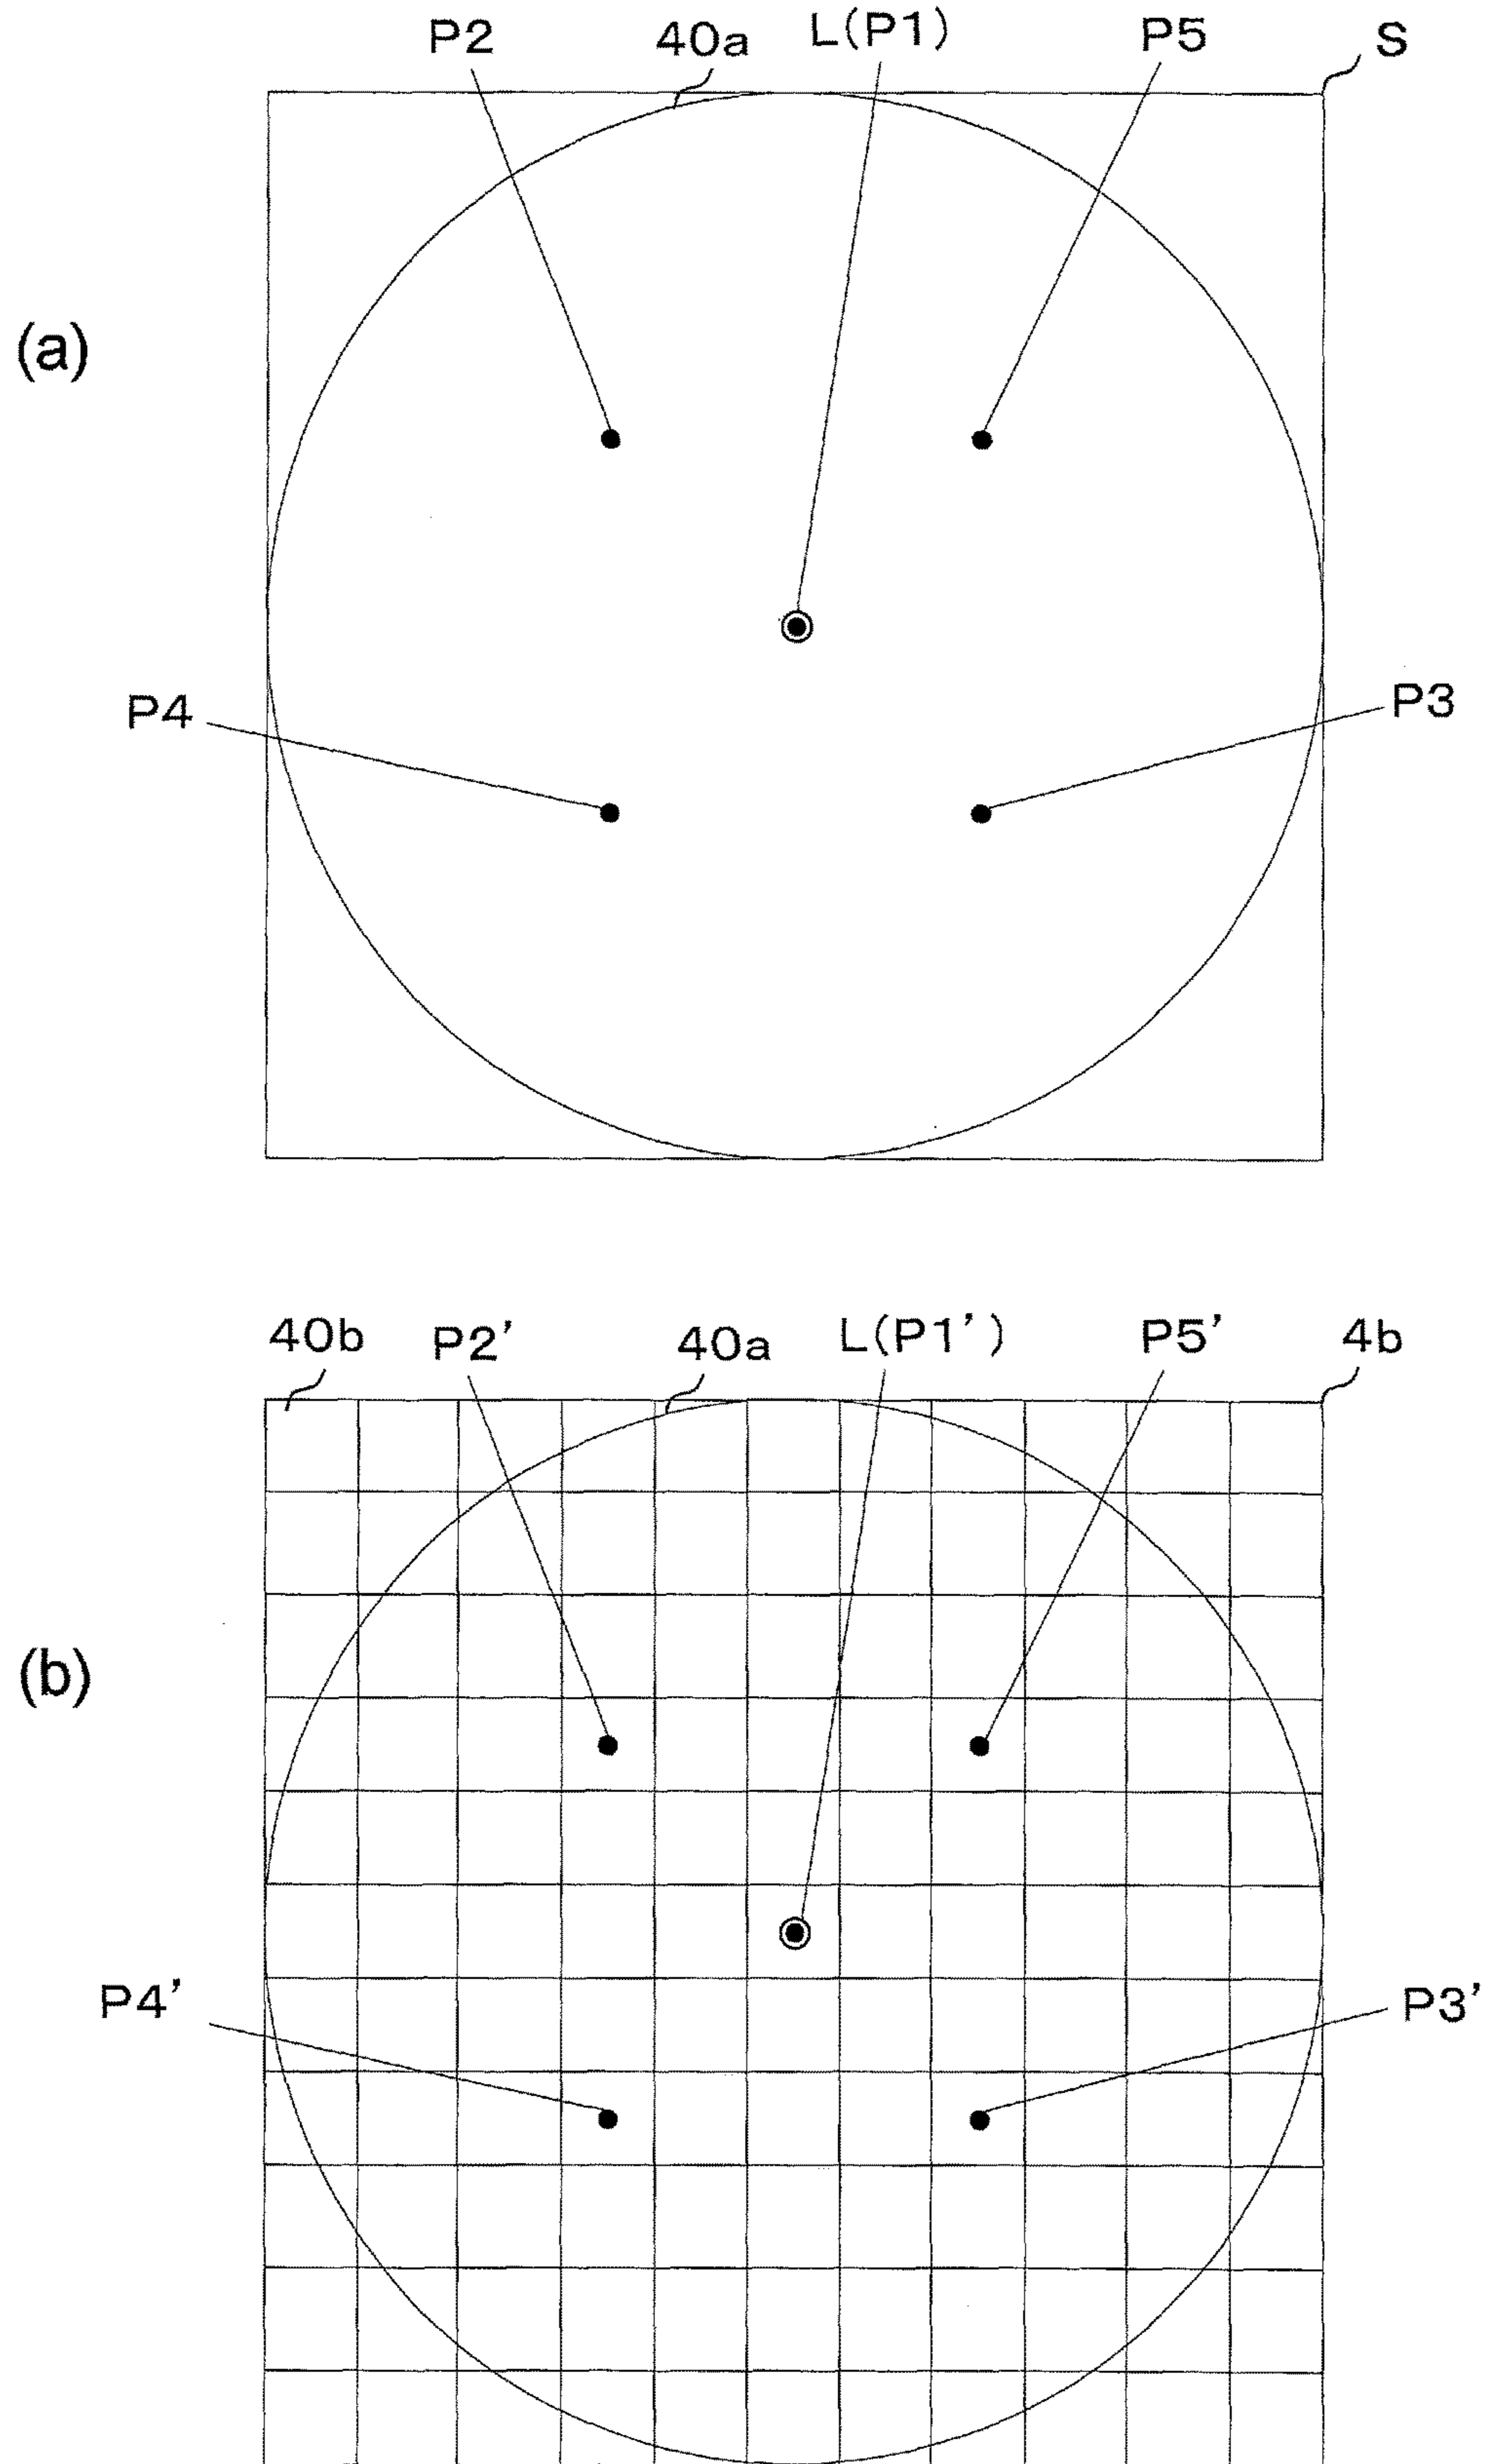 P2 40a L(P1) P5 S
(a)
P4 P3
40b P2’ 40a L(P1’) P5’ 4b
(b)
P4’ P3’